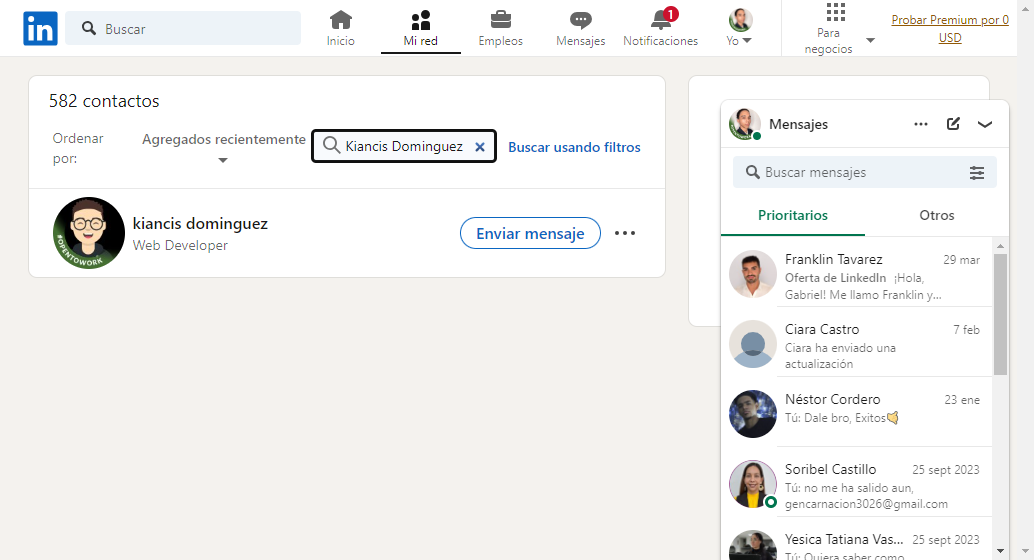 in
Buscar
Inicio
Mi red
Empleos
Mensajes
1
Notificaciones
Yo
Para
negocios
Probar Premium por 0
USD
582 contactos
Ordenar
por:
Agregados recientemente
Kiancis Dominguez
Buscar usando filtros
kiancis dominguez
Web Developer
#OPENTOWORK
Enviar mensaje
Mensajes
Buscar mensajes
Prioritarios
Otros
Franklin Tavarez
29 mar
Oferta de LinkedIn ¡Hola,
Gabriel! Me llamo Franklin y...
Ciara Castro
7 feb
Ciara ha enviado una
actualización
Néstor Cordero
23 ene
Tú: Dale bro, Exitos
Soribel Castillo
25 sept 2023
Tú: no me ha salido aun,
gencarnacion3026@gmail.com
Yesica Tatiana Vas...
25 sept 2023
Tú: Quiera saber como